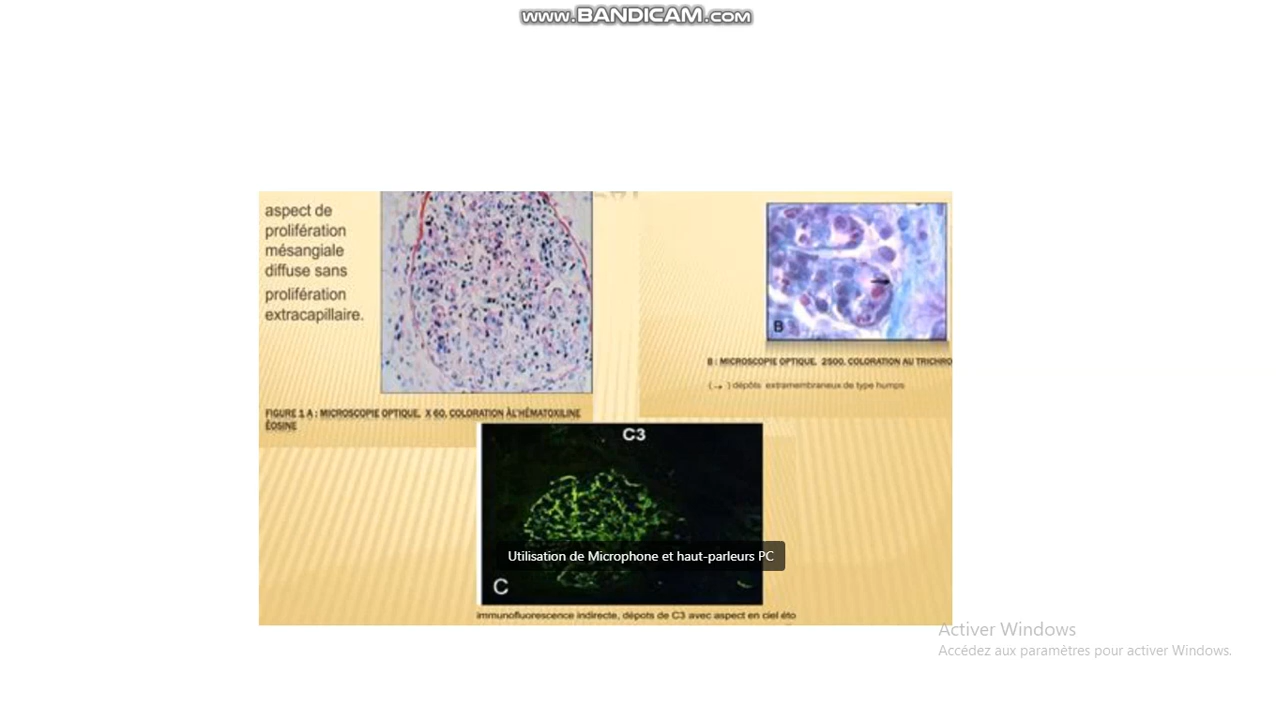 www.BANDICAM.com
aspect de
prolifération
mésangiale
diffuse sans
prolifération
extracapillaire.
FIGURE 1 A : MICROSCOPIE OPTIQUE, X 60, COLORATION ÀL'HÉMATOXILINE
ÉOSINE
B
B : MICROSCOPIE OPTIQUE, 2500, COLORATION AU TRICHRO
( → ) dépôts extramembraneux de type humps
C3
Utilisation de Microphone et haut-parleurs PC
C
immunofluorescence indirecte, dépots de C3 avec aspect en ciel éto
Activer Windows
Accédez aux paramètres pour activer Windows.